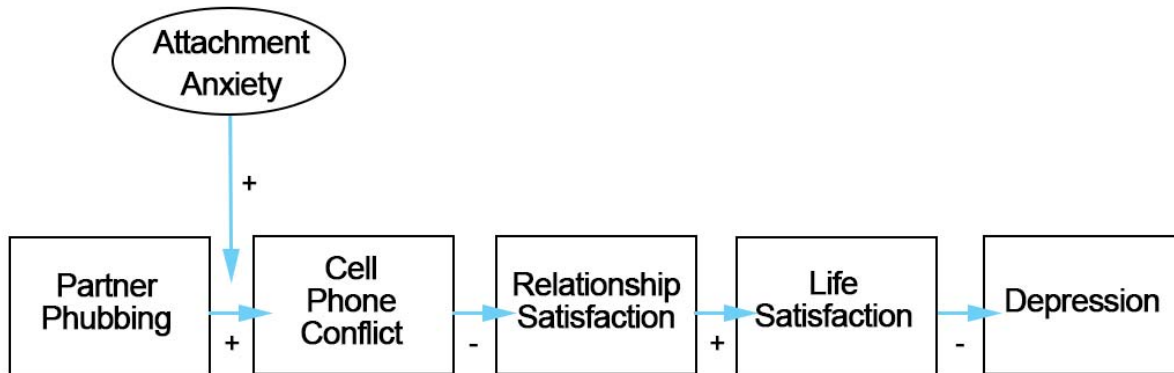 Attachment
Anxiety
+
Partner
Phubbing
+
Cell
Phone
Conflict
-
Relationship
Satisfaction
+
Life
Satisfaction
-
Depression